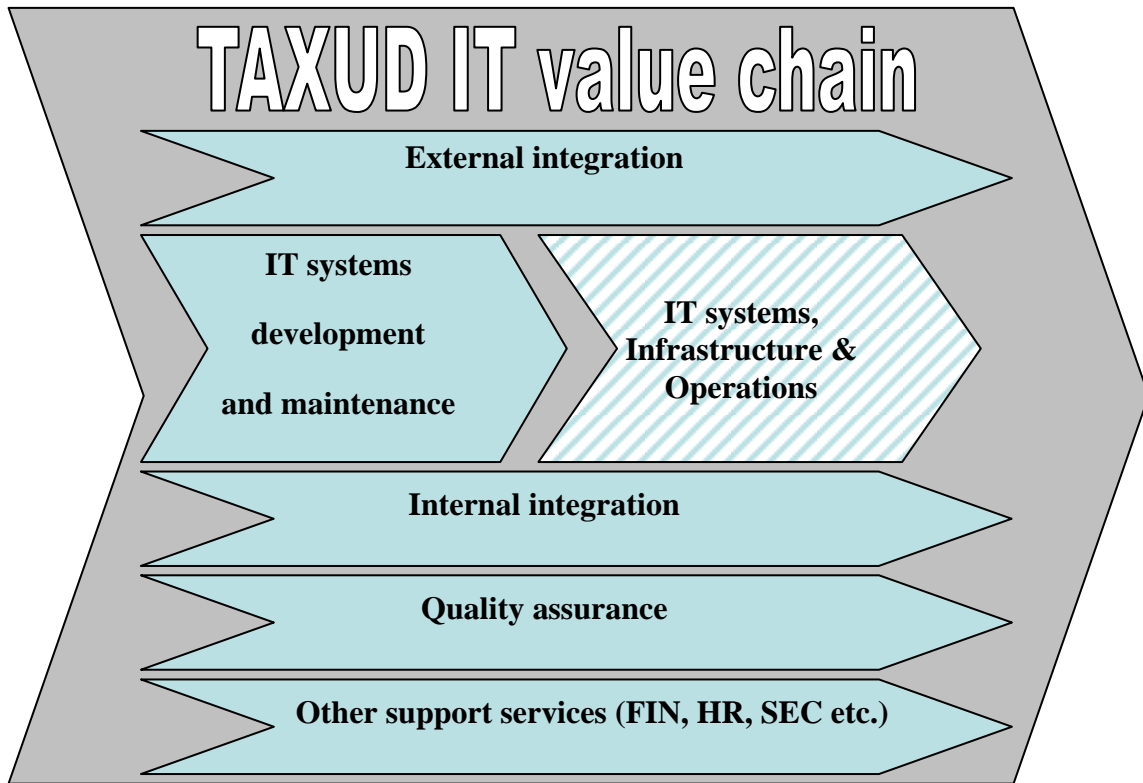 TAXUD IT value chain
External integration
IT systems
development
and maintenance
IT systems,
Infrastructure &
Operations
Internal integration
Quality assurance
Other support services (FIN, HR, SEC etc.)